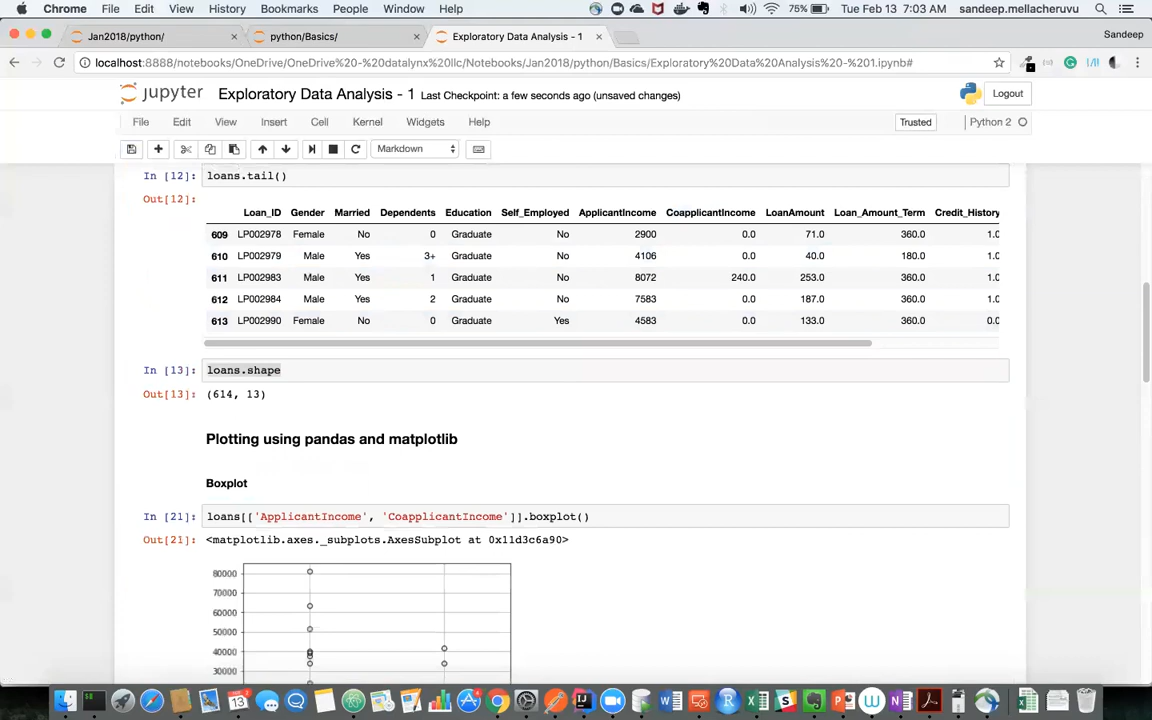 Chrome File Edit View History Bookmarks People Window Help 75% Tue Feb 13 7:03 AM sandeep.mellacheruvu
Jan2018/python/ python/Basics/ Exploratory Data Analysis - 1 Sandeep
localhost:8888/notebooks/OneDrive/OneDrive%20-%20datalynx%20llc/Notebooks/Jan2018/python/Basics/Exploratory%20Data%20Analysis%20-%201.ipynb#
jupyter Exploratory Data Analysis - 1 Last Checkpoint: a few seconds ago (unsaved changes) Logout
File Edit View Insert Cell Kernel Widgets Help Trusted Python 2
Markdown
In [12]: loans.tail()
Out[12]:
Loan_ID Gender Married Dependents Education Self_Employed ApplicantIncome CoapplicantIncome LoanAmount Loan_Amount_Term Credit_History
609 LP002978 Female No 0 Graduate No 2900 0.0 71.0 360.0 1.0
610 LP002979 Male Yes 3+ Graduate No 4106 0.0 40.0 180.0 1.0
611 LP002983 Male Yes 1 Graduate No 8072 240.0 253.0 360.0 1.0
612 LP002984 Male Yes 2 Graduate No 7583 0.0 187.0 360.0 1.0
613 LP002990 Female No 0 Graduate Yes 4583 0.0 133.0 360.0 0.0
In [13]: loans.shape
Out[13]: (614, 13)
Plotting using pandas and matplotlib
Boxplot
In [21]: loans[['ApplicantIncome', 'CoapplicantIncome']].boxplot()
Out[21]: <matplotlib.axes._subplots.AxesSubplot at 0x11d3c6a90>
80000
70000
60000
50000
40000
30000